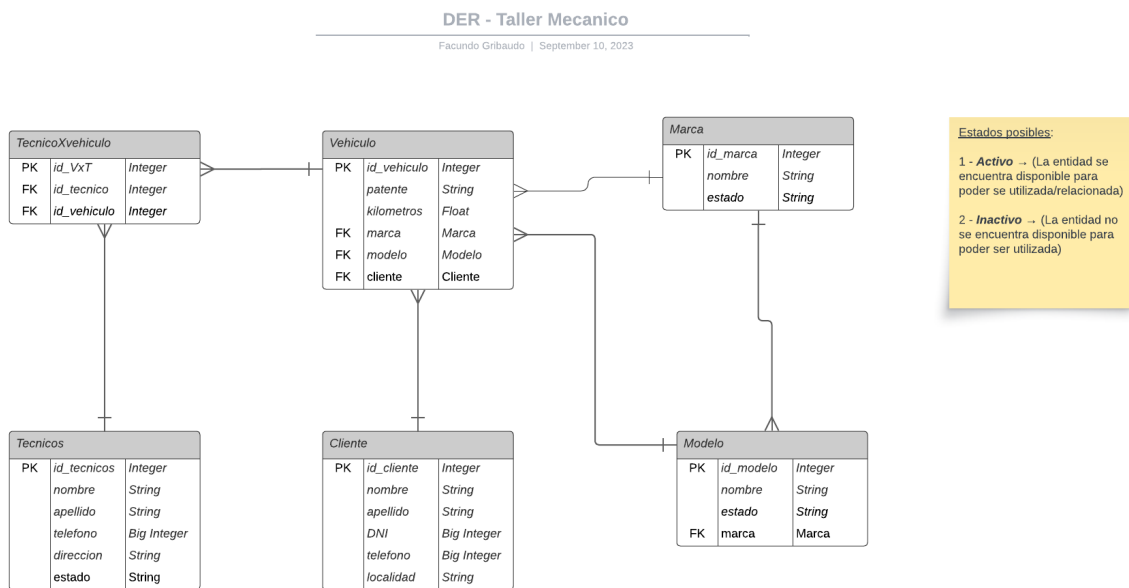 DER - Taller Mecanico
Facundo Gribaudo | September 10, 2023
TecnicoXvehiculo
PK id_VxT Integer
FK id_tecnico Integer
FK id_vehiculo Integer
Vehiculo
PK id_vehiculo Integer
patente String
kilometros Float
FK marca Marca
FK modelo Modelo
FK cliente Cliente
Marca
PK id_marca Integer
nombre String
estado String
Estados posibles:
1 - Activo → (La entidad se
encuentra disponible para
poder se utilizada/relacionada)
2 - Inactivo → (La entidad no
se encuentra disponible para
poder ser utilizada)
Tecnicos
PK id_tecnicos Integer
nombre String
apellido String
telefono Big Integer
direccion String
estado String
Cliente
PK id_cliente Integer
nombre String
apellido String
DNI Big Integer
telefono Big Integer
localidad String
Modelo
PK id_modelo Integer
nombre String
estado String
FK marca Marca